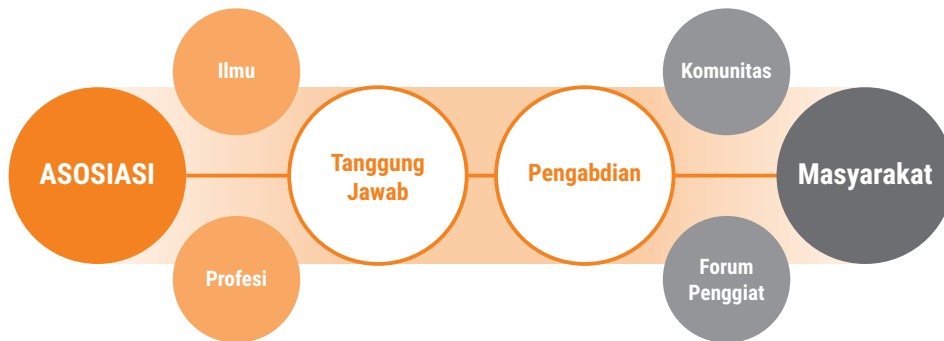 ASOSIASI
Ilmu
Profesi
Tanggung
Jawab
Pengabdian
Komunitas
Forum
Penggiat
Masyarakat